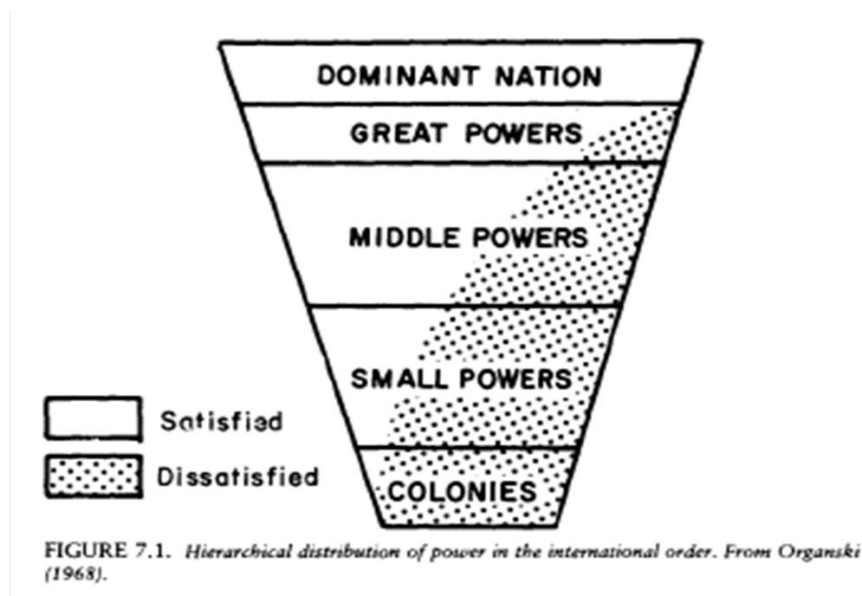 DOMINANT NATION
GREAT POWERS
MIDDLE POWERS
SMALL POWERS
COLONIES
Satisfied
Dissatisfied
FIGURE 7.1. Hierarchical distribution of power in the international order. From Organski
(1968).